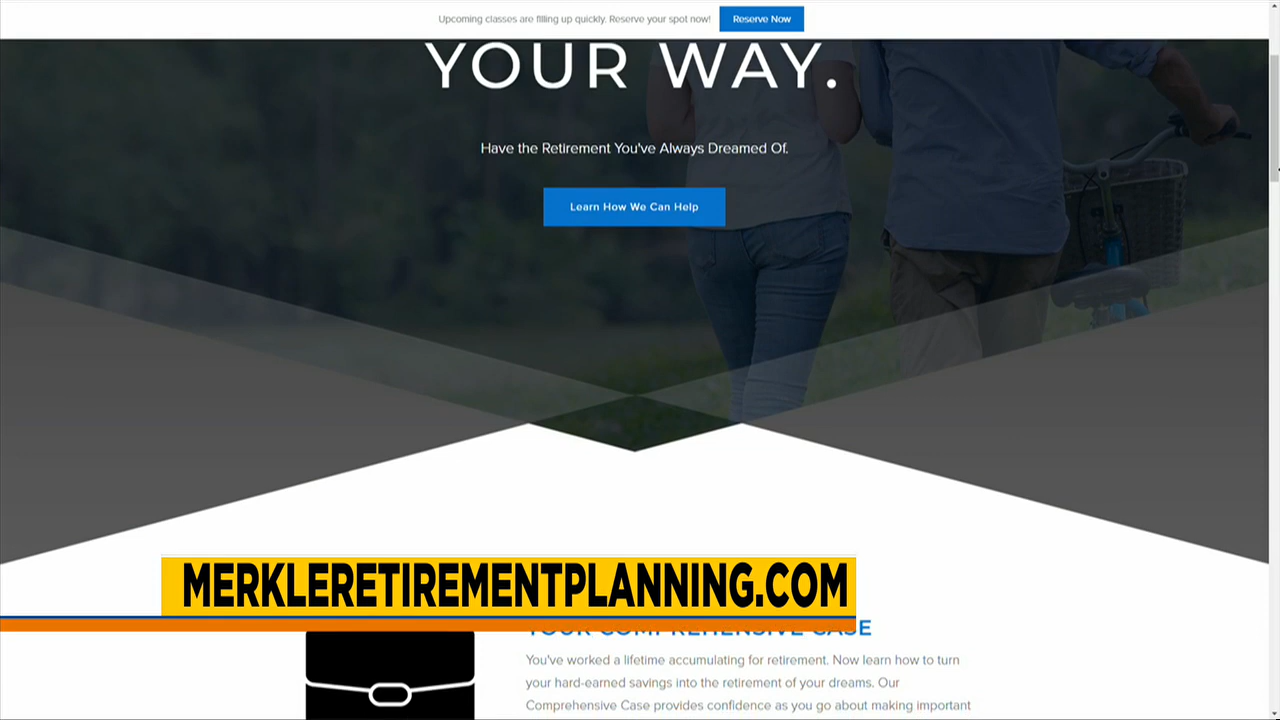 Upcoming classes are filling up quickly. Reserve your spot now!
Reserve Now
YOUR WAY.
Have the Retirement You've Always Dreamed Of.
Learn How We Can Help
MERKLERETIREMENTPLANNING.COM
YOUR COMPREHENSIVE CASE
You've worked a lifetime accumulating for retirement. Now learn how to turn
your hard-earned savings into the retirement of your dreams. Our
Comprehensive Case provides confidence as you go about making important